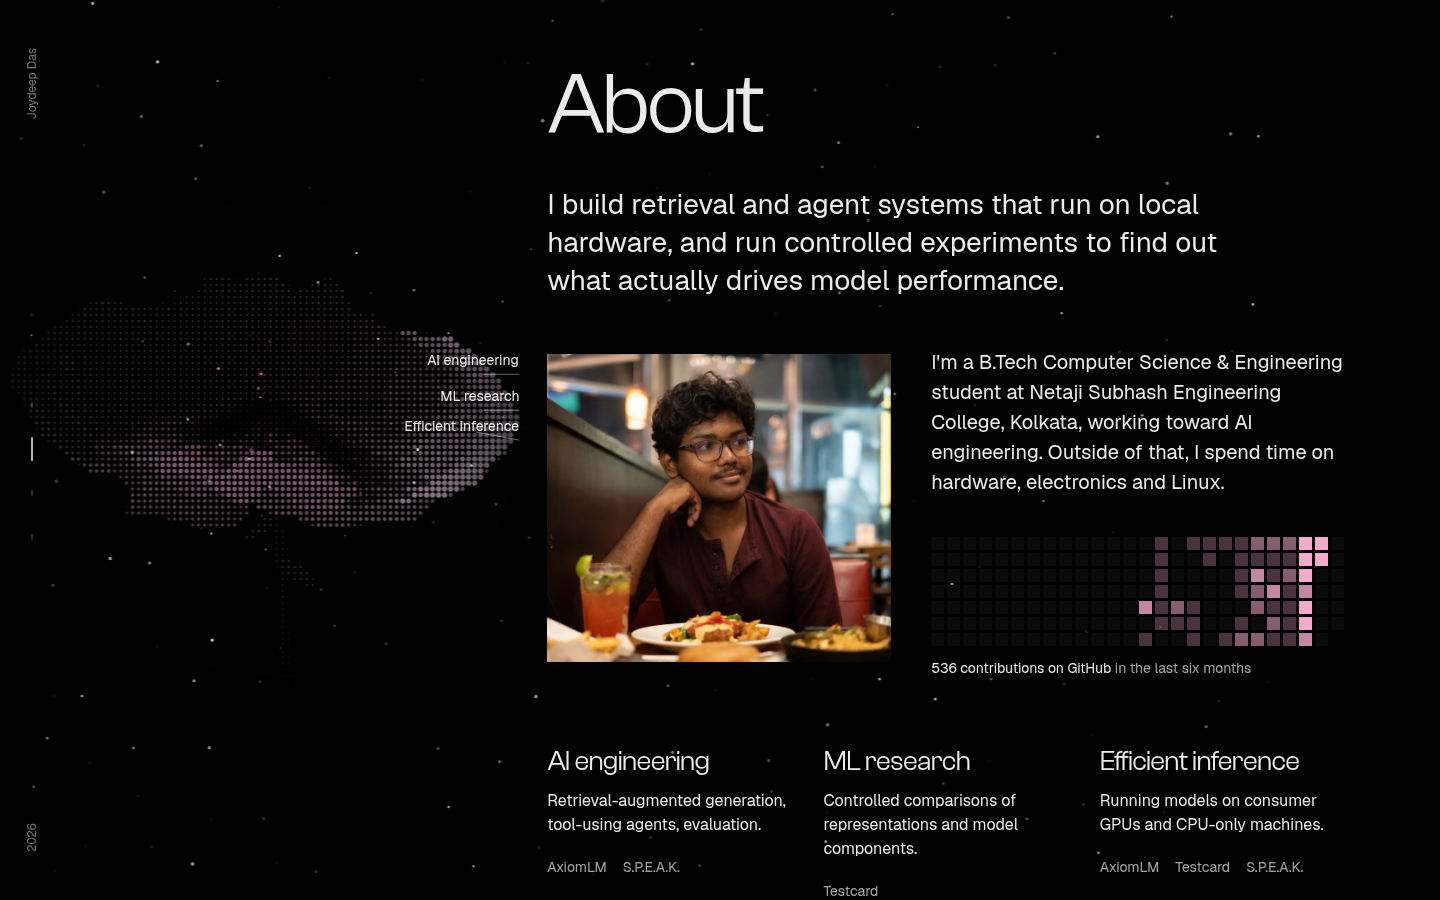 Joydeep Das
About
I build retrieval and agent systems that run on local
hardware, and run controlled experiments to find out
what actually drives model performance.
AI engineering
ML research
Efficient inference
I'm a B.Tech Computer Science & Engineering
student at Netaji Subhash Engineering
College, Kolkata, working toward AI
engineering. Outside of that, I spend time on
hardware, electronics and Linux.
536 contributions on GitHub in the last six months
AI engineering
Retrieval-augmented generation,
tool-using agents, evaluation.
AxiomLM S.P.E.A.K.
ML research
Controlled comparisons of
representations and model
components.
Testcard
Efficient inference
Running models on consumer
GPUs and CPU-only machines.
AxiomLM Testcard S.P.E.A.K.
2026